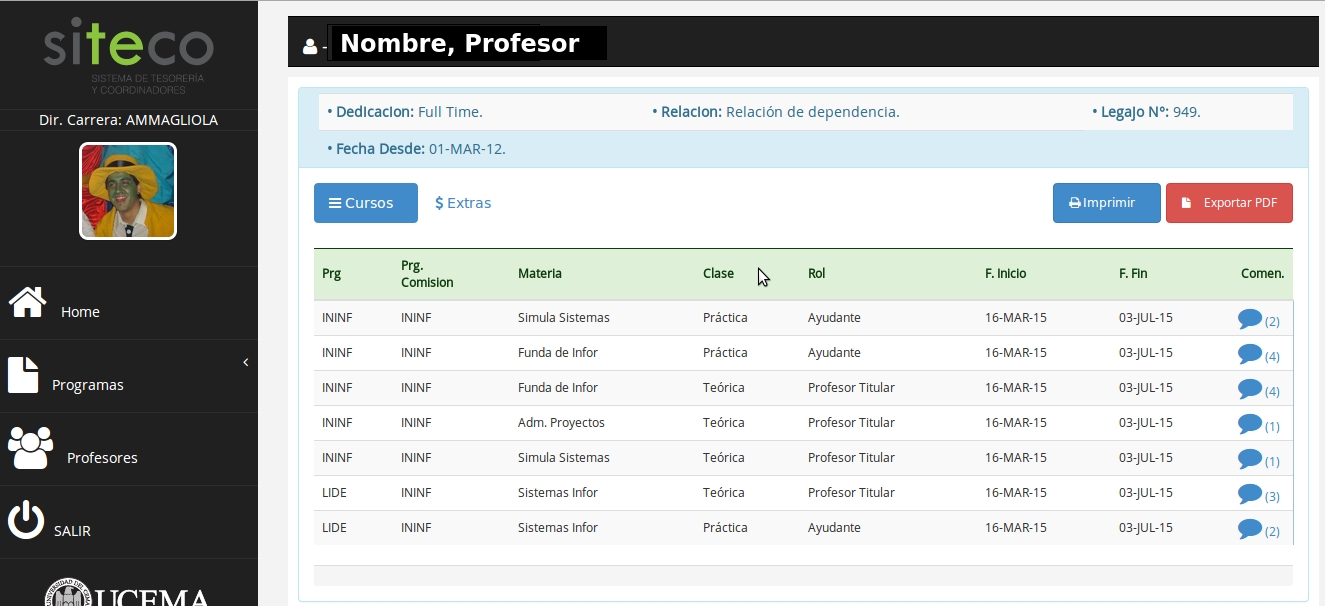 siteco
SISTEMA DE TESORERÍA
Y COORDINADORES
Dir. Carrera: AMMAGLIOLA
Home
Programas
Profesores
SALIR
UCEMA
- Nombre, Profesor
• Dedicacion: Full Time. • Relacion: Relación de dependencia. • Legajo Nº: 949.
• Fecha Desde: 01-MAR-12.
Cursos $ Extras Imprimir Exportar PDF
Prg Prg. Comision Materia Clase Rol F. Inicio F. Fin Comen.
ININF ININF Simula Sistemas Práctica Ayudante 16-MAR-15 03-JUL-15 (2)
ININF ININF Funda de Infor Práctica Ayudante 16-MAR-15 03-JUL-15 (4)
ININF ININF Funda de Infor Teórica Profesor Titular 16-MAR-15 03-JUL-15 (4)
ININF ININF Adm. Proyectos Teórica Profesor Titular 16-MAR-15 03-JUL-15 (1)
ININF ININF Simula Sistemas Teórica Profesor Titular 16-MAR-15 03-JUL-15 (1)
LIDE ININF Sistemas Infor Teórica Profesor Titular 16-MAR-15 03-JUL-15 (3)
LIDE ININF Sistemas Infor Práctica Ayudante 16-MAR-15 03-JUL-15 (2)